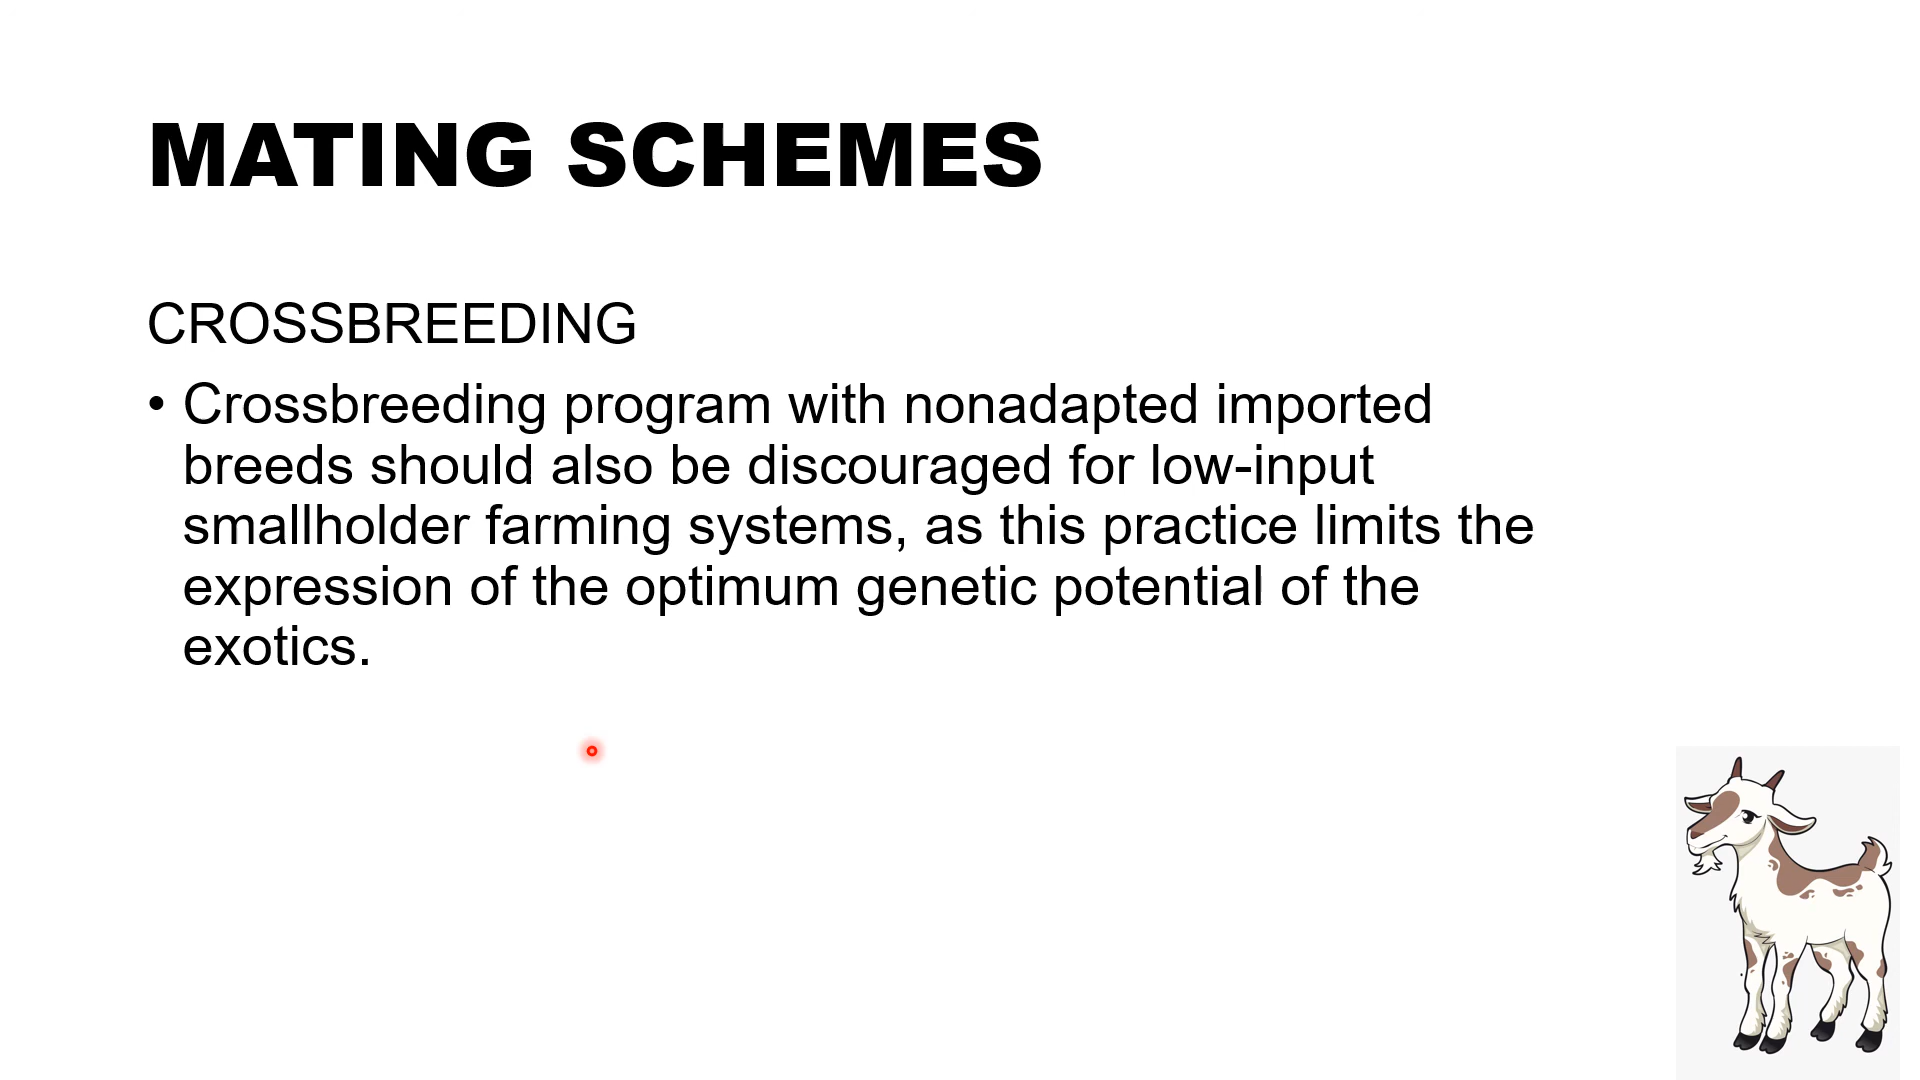 MATING SCHEMES
CROSSBREEDING
• Crossbreeding program with nonadapted imported
breeds should also be discouraged for low-input
smallholder farming systems, as this practice limits the
expression of the optimum genetic potential of the
exotics.